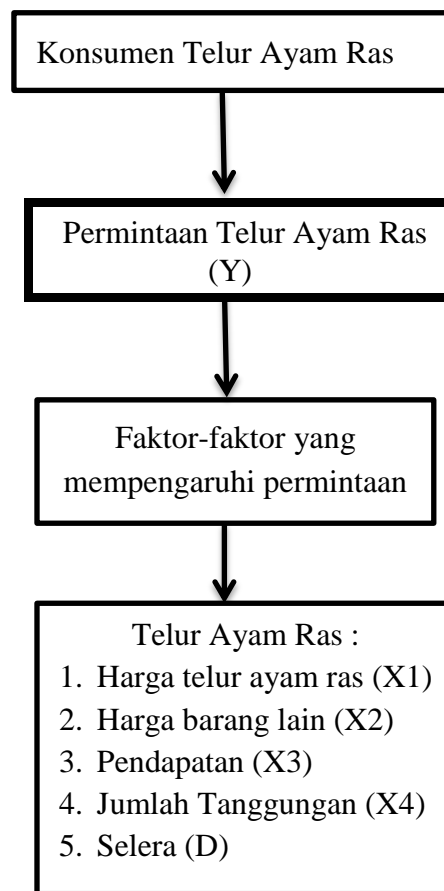 Konsumen Telur Ayam Ras
Permintaan Telur Ayam Ras
(Y)
Faktor-faktor yang
mempengaruhi permintaan
Telur Ayam Ras :
1. Harga telur ayam ras (X1)
2. Harga barang lain (X2)
3. Pendapatan (X3)
4. Jumlah Tanggungan (X4)
5. Selera (D)